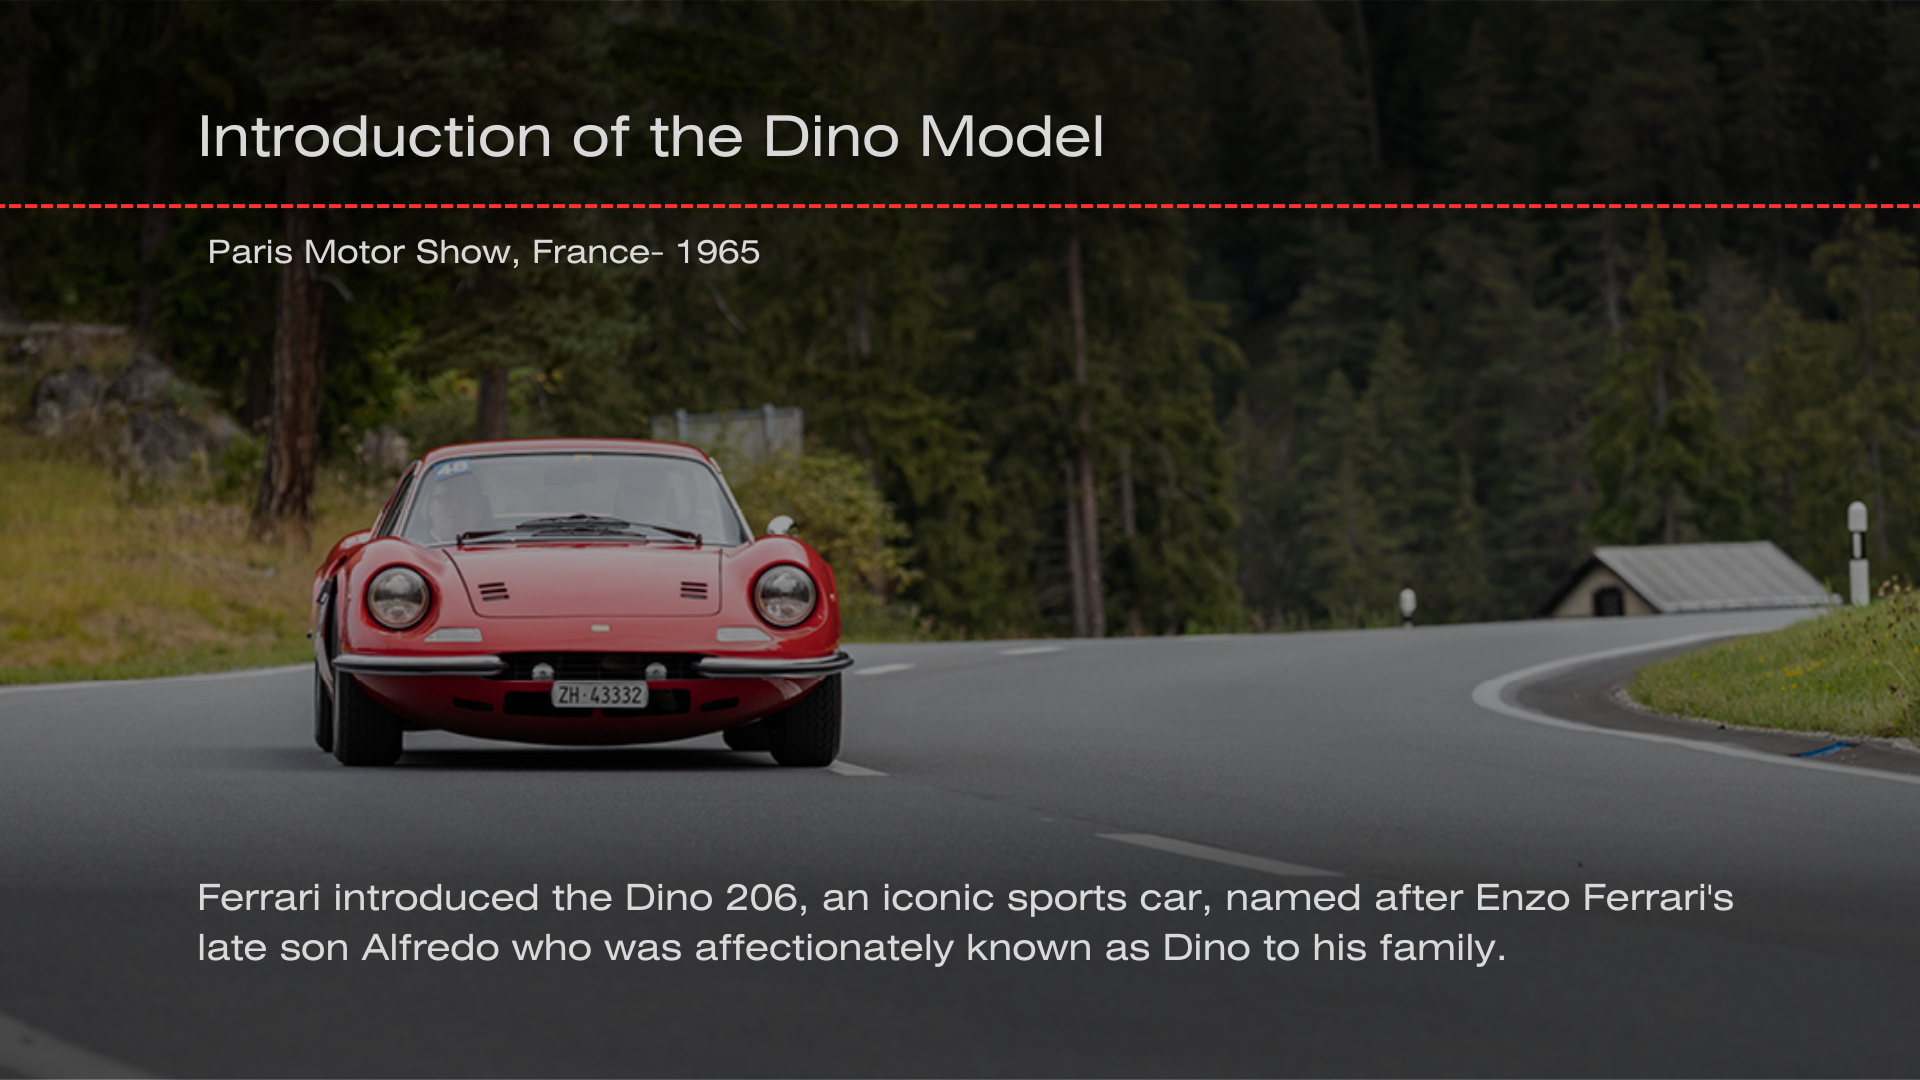 Introduction of the Dino Model
Paris Motor Show, France- 1965
40
ZH·43332
Ferrari introduced the Dino 206, an iconic sports car, named after Enzo Ferrari's
late son Alfredo who was affectionately known as Dino to his family.